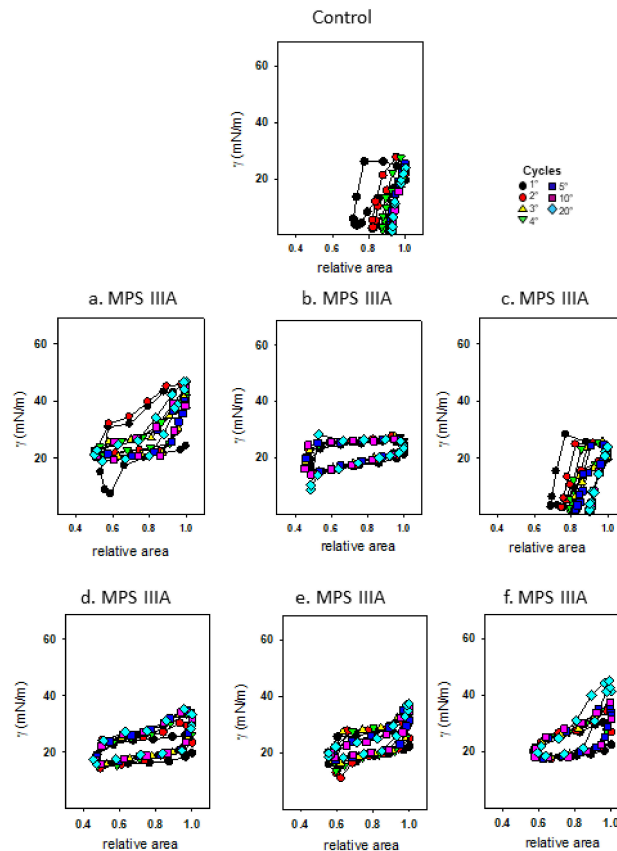 Control
60
40
20
γ (mN/m)
0.4 0.6 0.8 1.0
relative area
Cycles
1" 5"
2" 10"
3" 20"
4"
a. MPS IIIA b. MPS IIIA c. MPS IIIA
60 60 60
40 40 40
20 20 20
γ (mN/m) γ (mN/m) γ (mN/m)
0.4 0.6 0.8 1.0 0.4 0.6 0.8 1.0 0.4 0.6 0.8 1.0
relative area relative area relative area
d. MPS IIIA e. MPS IIIA f. MPS IIIA
60 60 60
40 40 40
20 20 20
γ (mN/m) γ (mN/m) γ (mN/m)
0.4 0.6 0.8 1.0 0.4 0.6 0.8 1.0 0.4 0.6 0.8 1.0
relative area relative area relative area